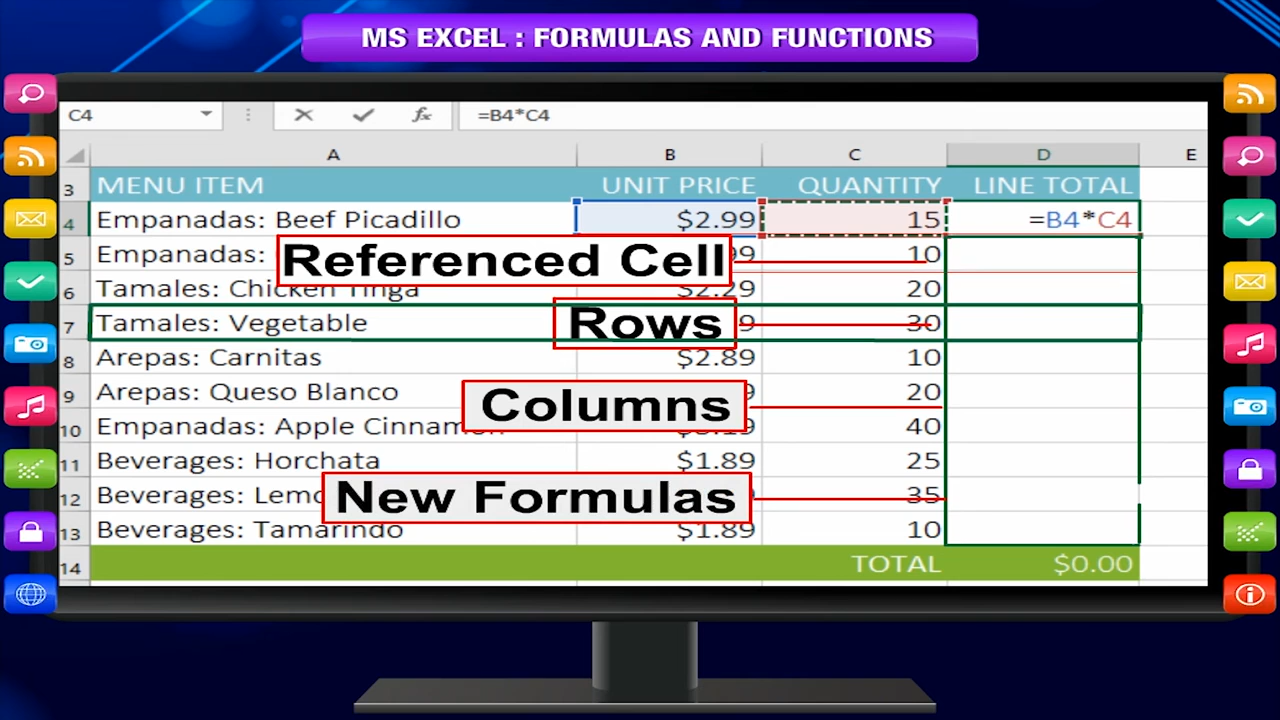 MS EXCEL : FORMULAS AND FUNCTIONS
C4 fx =B4*C4
A B C D E
3 MENU ITEM UNIT PRICE QUANTITY LINE TOTAL
4 Empanadas: Beef Picadillo $2.99 15 =B4*C4
Referenced Cell
5 Empanadas: 10
6 Tamales: Chicken Tinga $2.29 20
7 Tamales: Vegetable Rows 30
8 Arepas: Carnitas $2.89 10
9 Arepas: Queso Blanco 20
Columns
10 Empanadas: Apple Cinnamon 40
11 Beverages: Horchata $1.89 25
12 Beverages: 35
New Formulas
13 Beverages: Tamarindo $1.89 10
14 TOTAL $0.00